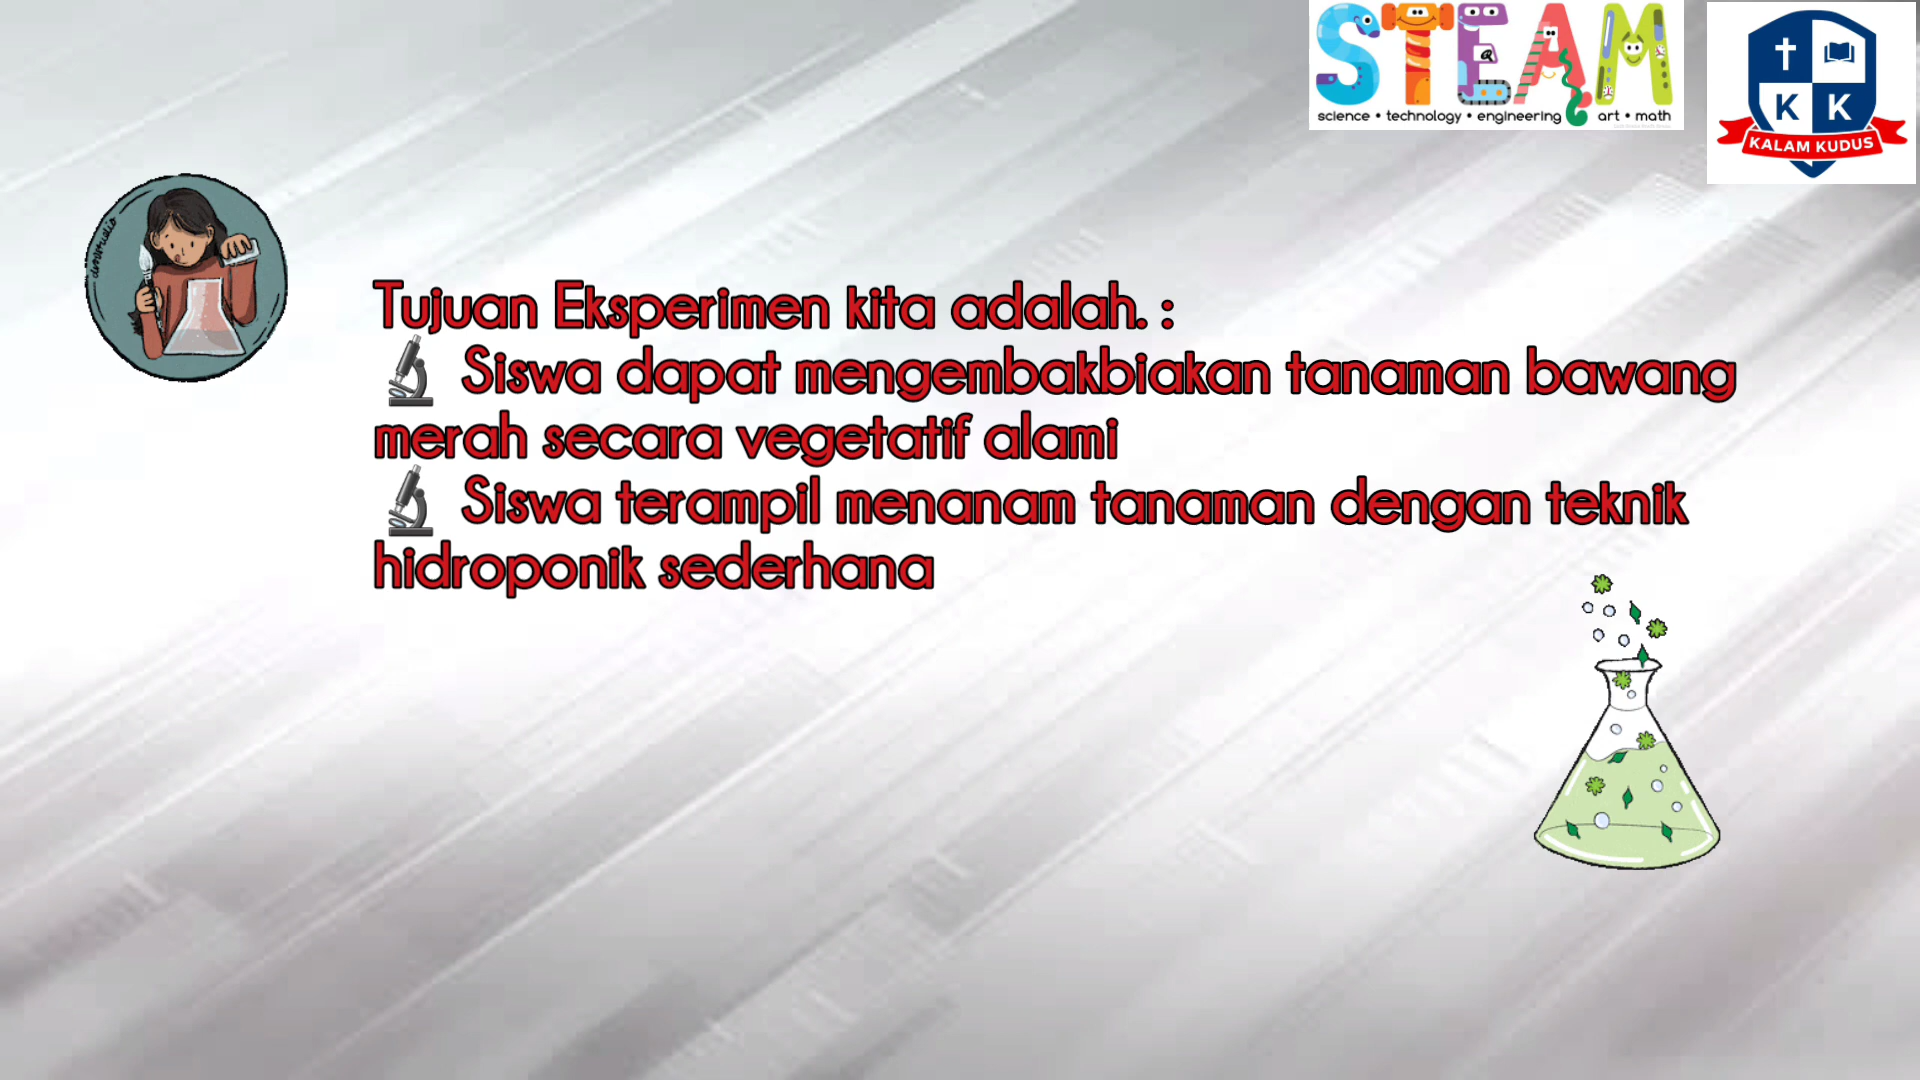 STEAM
science • technology • engineering art • math
K K
KALAM KUDUS
Tujuan Eksperimen kita adalah. :
Siswa dapat mengembakbiakan tanaman bawang
merah secara vegetatif alami
Siswa terampil menanam tanaman dengan teknik
hidroponik sederhana